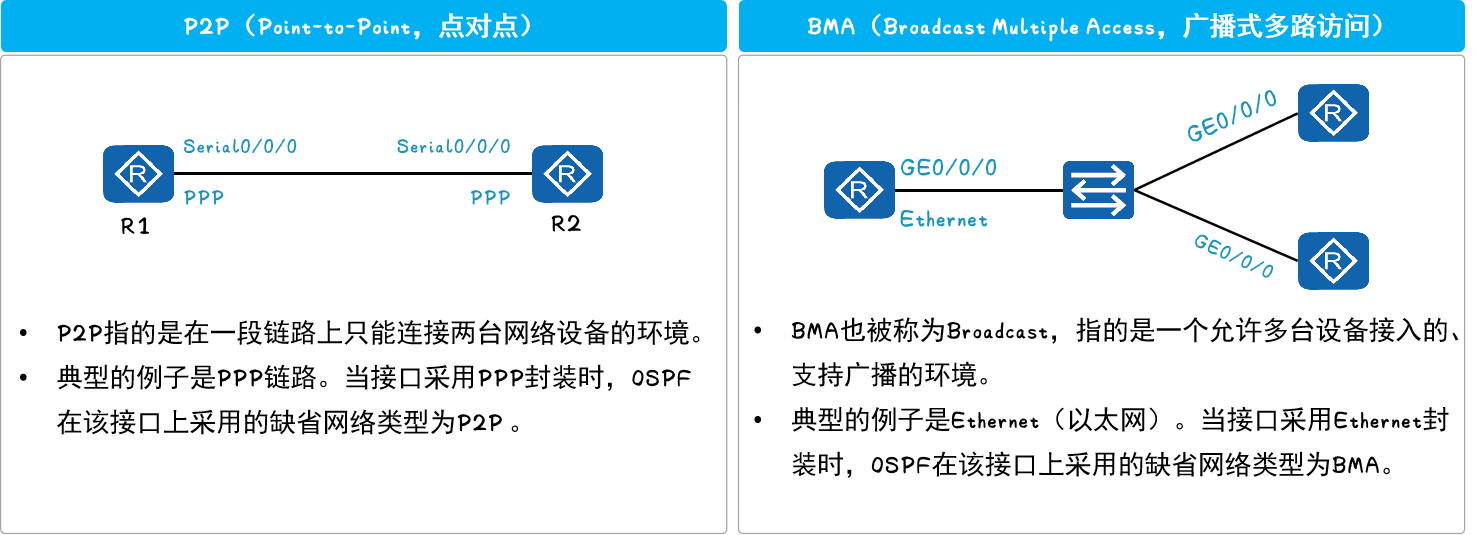 P2P（Point-to-Point，点对点）
R
Serial0/0/0
Serial0/0/0
R
PPP
PPP
R1
R2
• P2P指的是在一段链路上只能连接两台网络设备的环境。
• 典型的例子是PPP链路。当接口采用PPP封装时，OSPF
在该接口上采用的缺省网络类型为P2P 。
BMA（Broadcast Multiple Access，广播式多路访问）
GE0/0/0
R
R
GE0/0/0
Ethernet
GE0/0/0
R
• BMA也被称为Broadcast，指的是一个允许多台设备接入的、
支持广播的环境。
• 典型的例子是Ethernet（以太网）。当接口采用Ethernet封
装时，OSPF在该接口上采用的缺省网络类型为BMA。